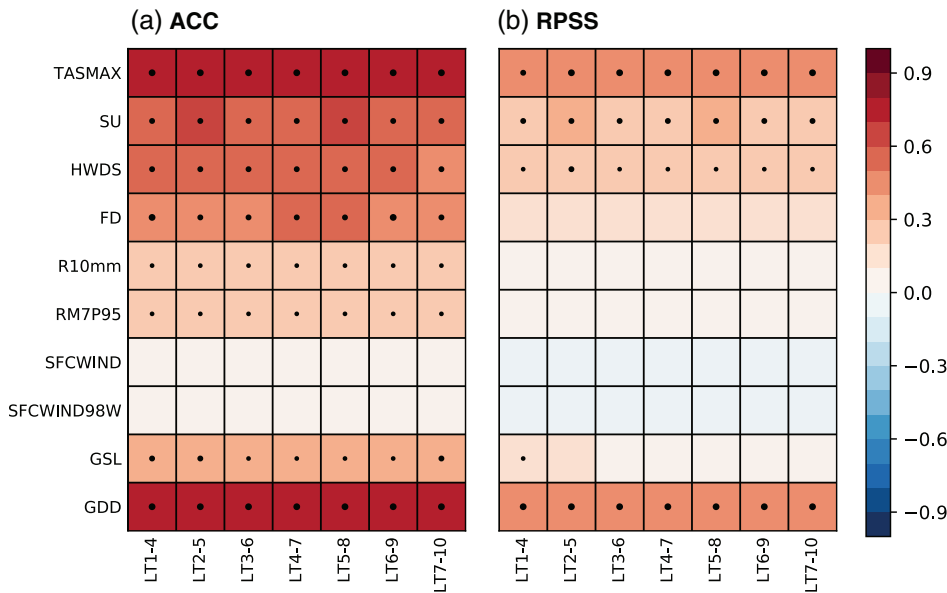 (a) ACC
(b) RPSS
TASMAX
SU
HWDS
FD
R10mm
RM7P95
SFCWIND
SFCWIND98W
GSL
GDD
LT1-4
LT2-5
LT3-6
LT4-7
LT5-8
LT6-9
LT7-10
LT1-4
LT2-5
LT3-6
LT4-7
LT5-8
LT6-9
LT7-10
0.9
0.6
0.3
0.0
−0.3
−0.6
−0.9